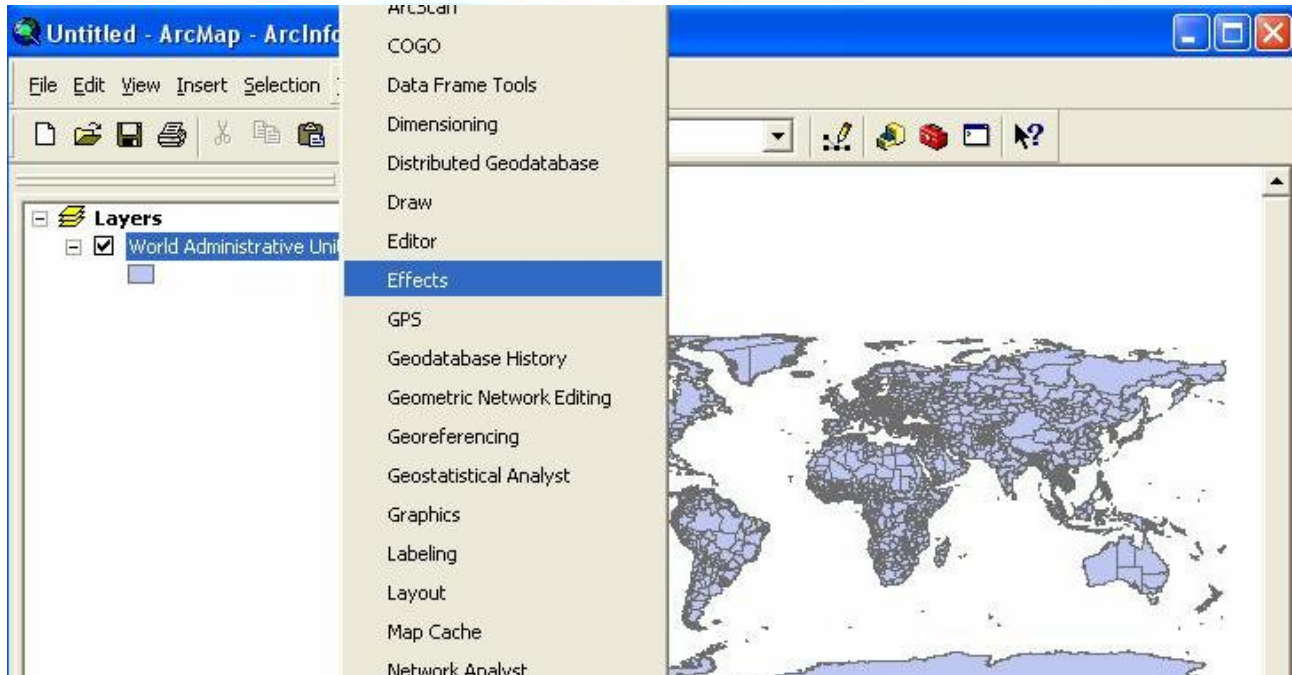 Untitled - ArcMap - ArcInfo
File Edit View Insert Selection
Layers
World Administrative Unit
ArcScan
COGO
Data Frame Tools
Dimensioning
Distributed Geodatabase
Draw
Editor
Effects
GPS
Geodatabase History
Geometric Network Editing
Georeferencing
Geostatistical Analyst
Graphics
Labeling
Layout
Map Cache
Network Analyst